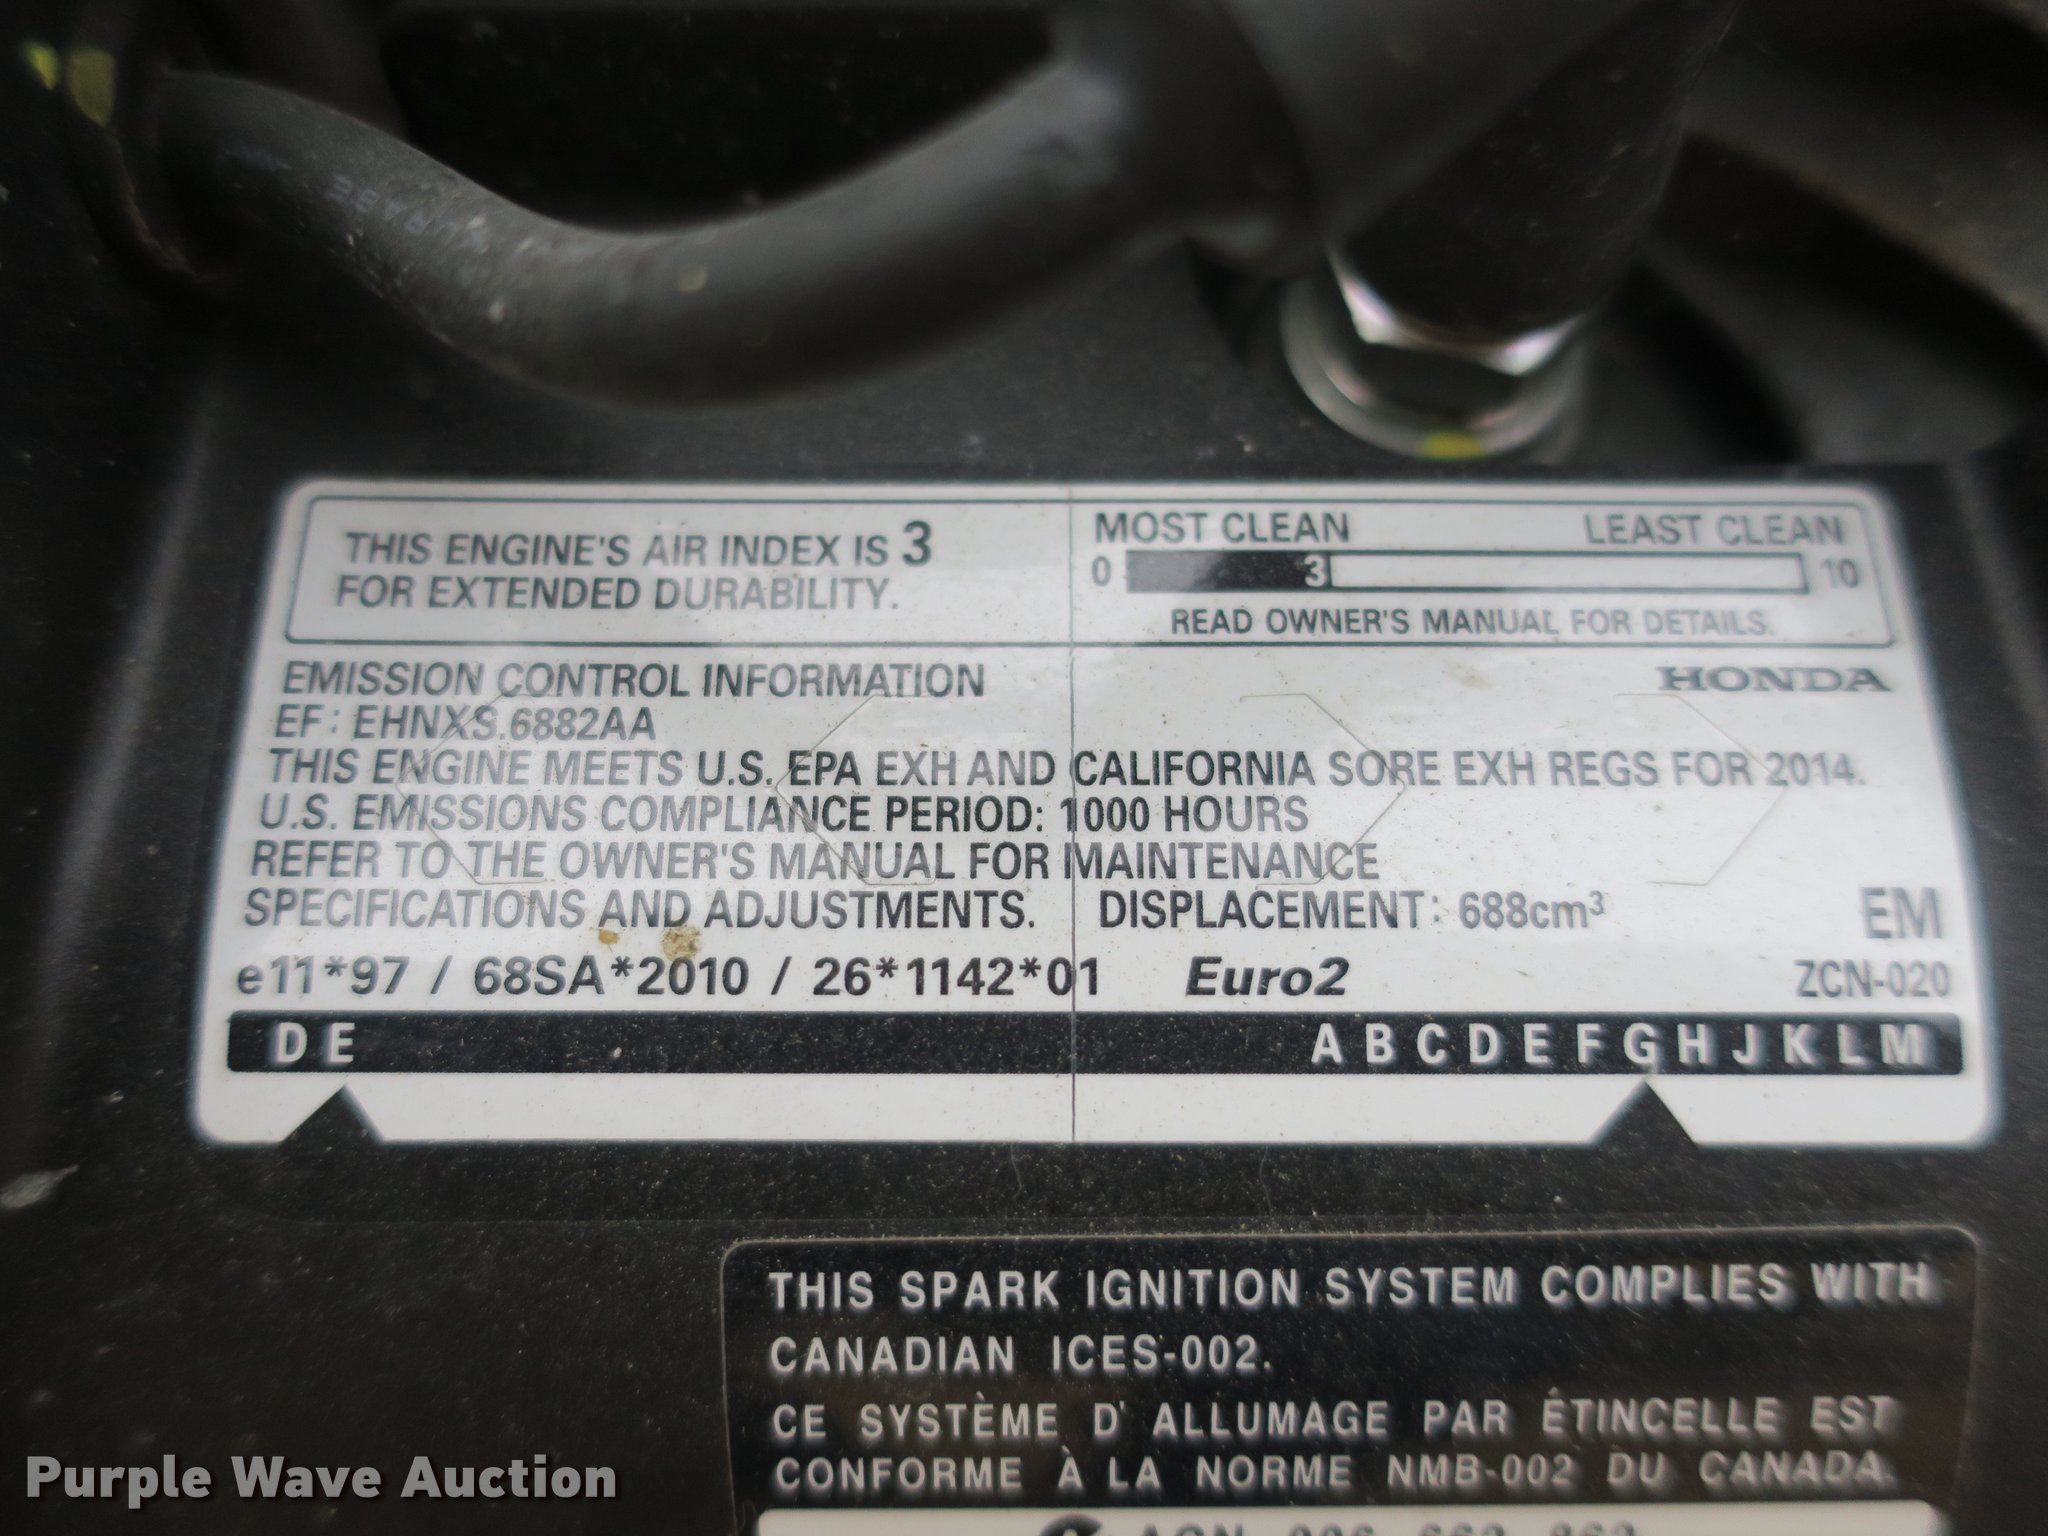 THIS ENGINE'S AIR INDEX IS 3
FOR EXTENDED DURABILITY.
MOST CLEAN LEAST CLEAN
0 3 10
READ OWNER'S MANUAL FOR DETAILS.
EMISSION CONTROL INFORMATION HONDA
EF: EHNXS.6882AA
THIS ENGINE MEETS U.S. EPA EXH AND CALIFORNIA SORE EXH REGS FOR 2014.
U.S. EMISSIONS COMPLIANCE PERIOD: 1000 HOURS
REFER TO THE OWNER'S MANUAL FOR MAINTENANCE
SPECIFICATIONS AND ADJUSTMENTS. DISPLACEMENT: 688cm³ EM
e11*97 / 68SA*2010 / 26*1142*01 Euro2 ZCN-020
D E A B C D E F G H J K L M
THIS SPARK IGNITION SYSTEM COMPLIES WITH
CANADIAN ICES-002.
CE SYSTÈME D' ALLUMAGE PAR ÉTINCELLE EST
CONFORME À LA NORME NMB-002 DU CANADA.
Purple Wave Auction